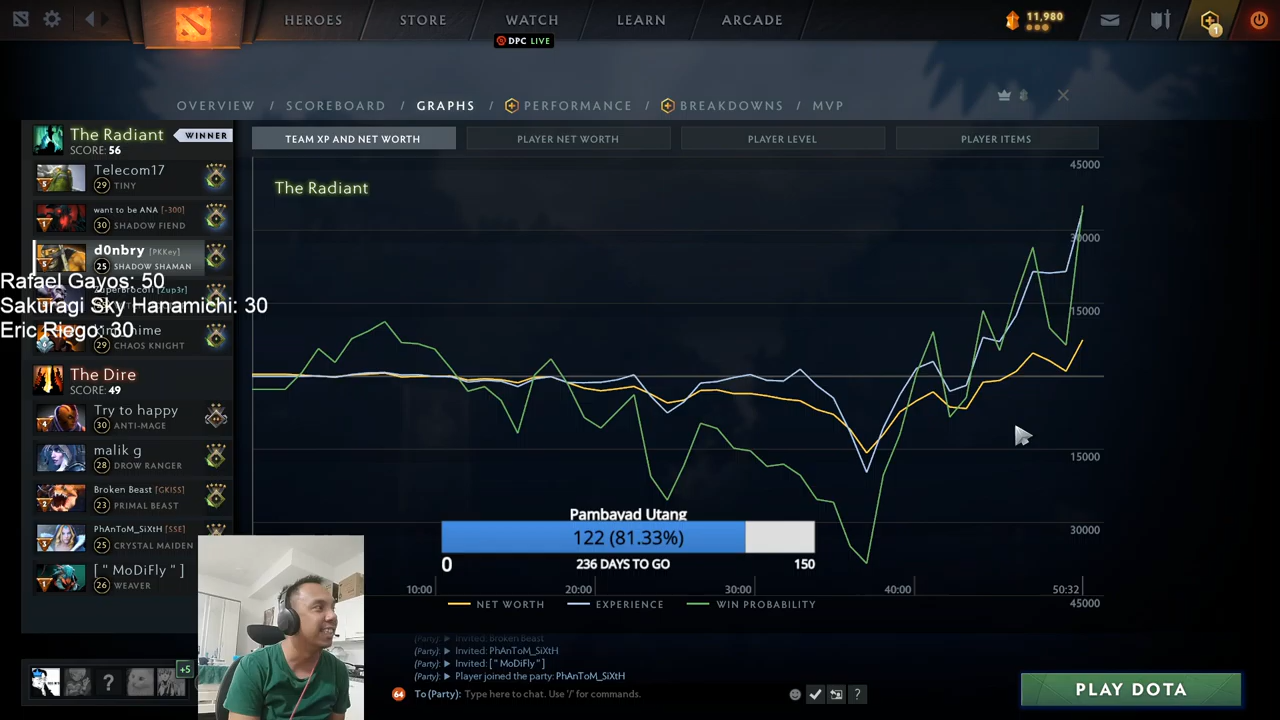 HEROES
STORE
WATCH
LEARN
ARCADE
11,980
DPC LIVE
1
OVERVIEW / SCOREBOARD / GRAPHS / PERFORMANCE / BREAKDOWNS / MVP
The Radiant
WINNER
SCORE: 56
TEAM XP AND NET WORTH
PLAYER NET WORTH
PLAYER LEVEL
PLAYER ITEMS
Telecom17
29 TINY
want to be ANA [-300]
30 SHADOW FIEND
d0nbry [PKKey]
25 SHADOW SHAMAN
Rafael Gayos: 50
Sakuragi Sky Hanamichi: 30
Eric Riego: 30
29 CHAOS KNIGHT
The Dire
SCORE: 49
Try to happy
30 ANTI-MAGE
malik g
28 DROW RANGER
Broken Beast [GKISS]
23 PRIMAL BEAST
PhAnToM_SiXtH [SSE]
25 CRYSTAL MAIDEN
[ " MoDiFly " ]
26 WEAVER
The Radiant
45000
30000
15000
15000
30000
45000
Pambayad Utang
122 (81.33%)
0
236 DAYS TO GO
150
10:00
20:00
30:00
40:00
50:32
NET WORTH
EXPERIENCE
WIN PROBABILITY
(Party): ▶ Invited: Broken Beast
(Party): ▶ Invited: PhAnToM_SiXtH
(Party): ▶ Invited: [ " MoDiFly " ]
(Party): ▶ Player joined the party: PhAnToM_SiXtH
64 To (Party): Type here to chat. Use '/' for commands.
?
+5
?
PLAY DOTA